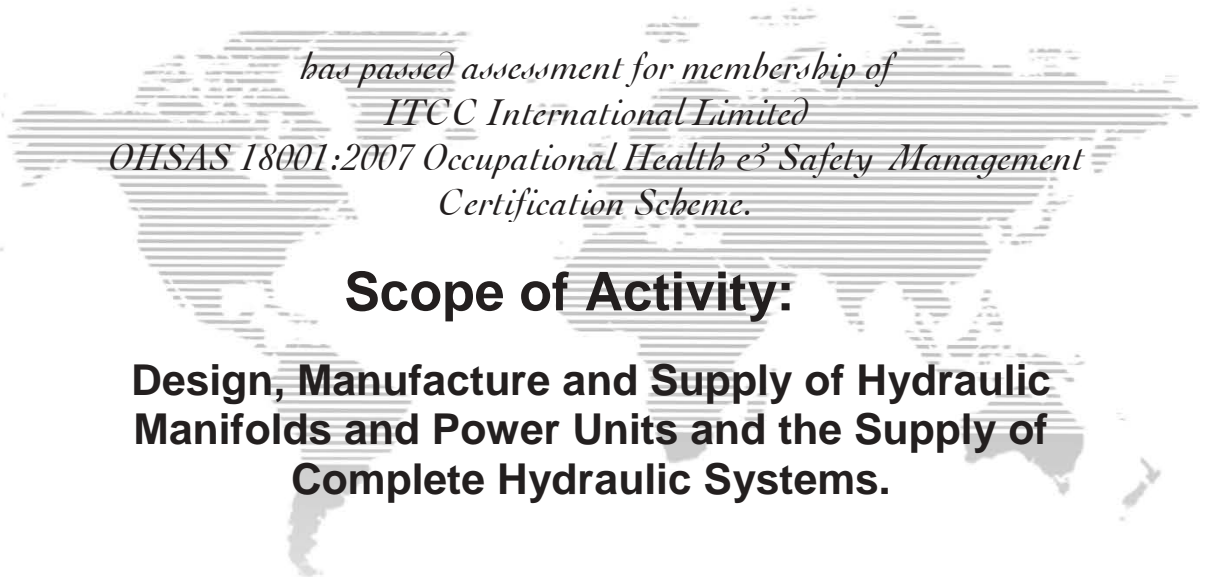 has passed assessment for membership of
ITCC International Limited
OHSAS 18001:2007 Occupational Health & Safety Management
Certification Scheme.
Scope of Activity:
Design, Manufacture and Supply of Hydraulic
Manifolds and Power Units and the Supply of
Complete Hydraulic Systems.